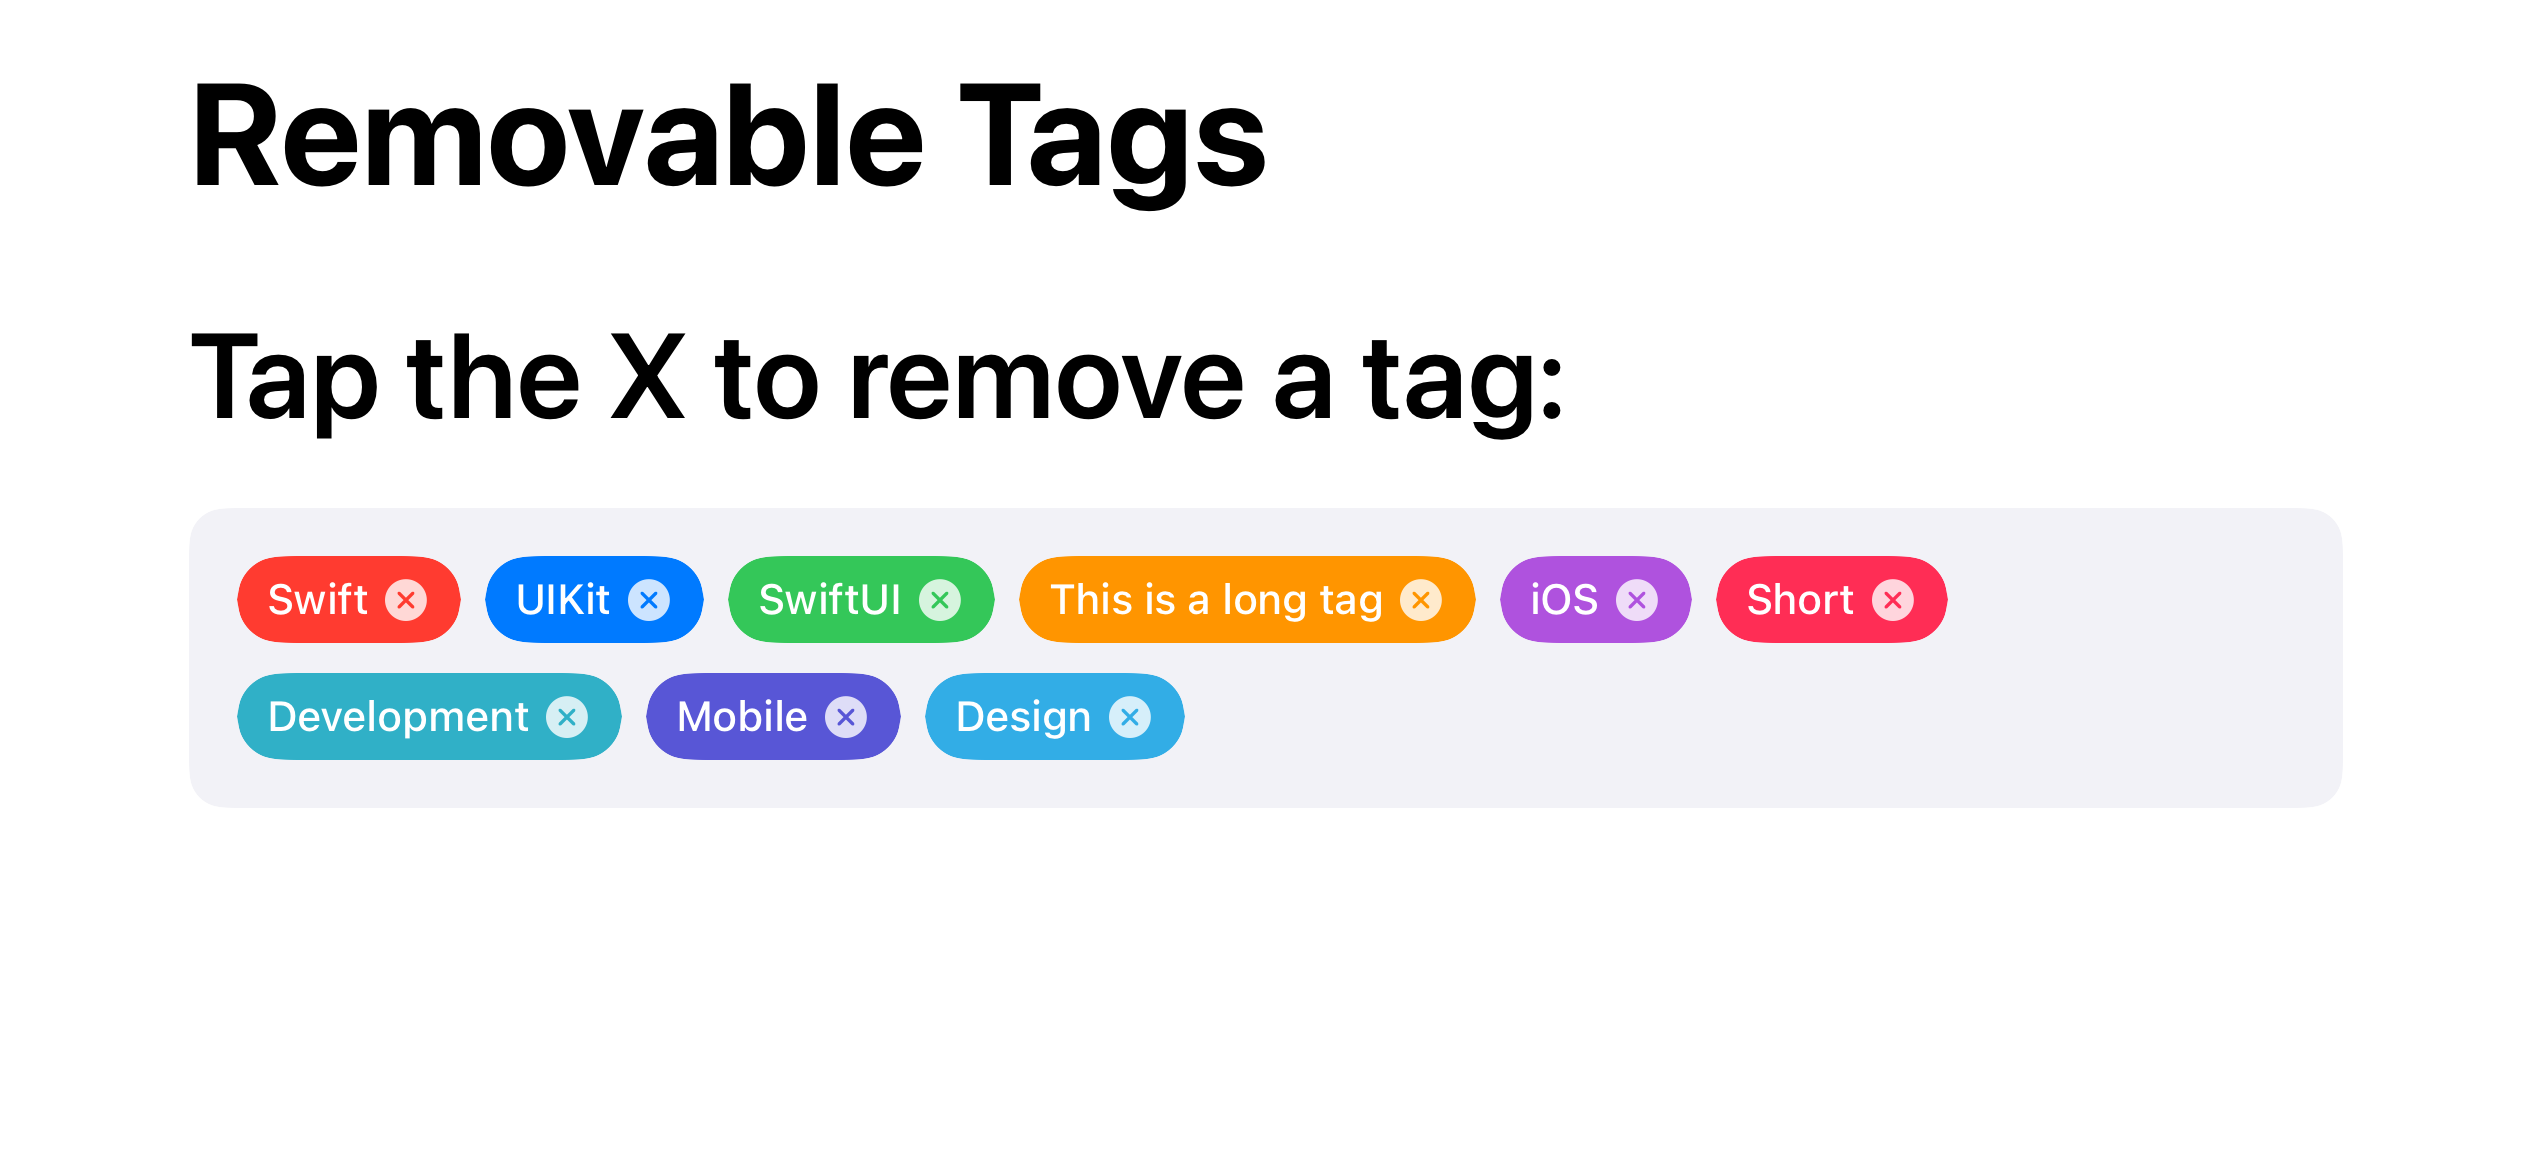 Removable Tags
Tap the X to remove a tag:
Swift UIKit SwiftUI This is a long tag iOS Short
Development Mobile Design